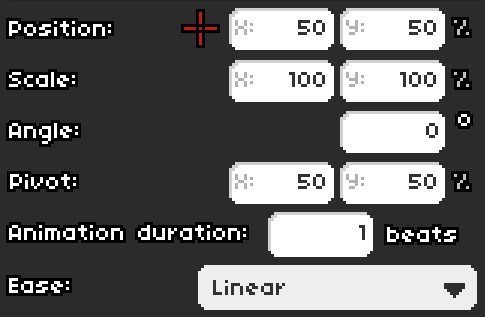 Position: X: 50 Y: 50 %
Scale: X: 100 Y: 100 %
Angle: 0 °
Pivot: X: 50 Y: 50 %
Animation duration: 1 beats
Ease: Linear